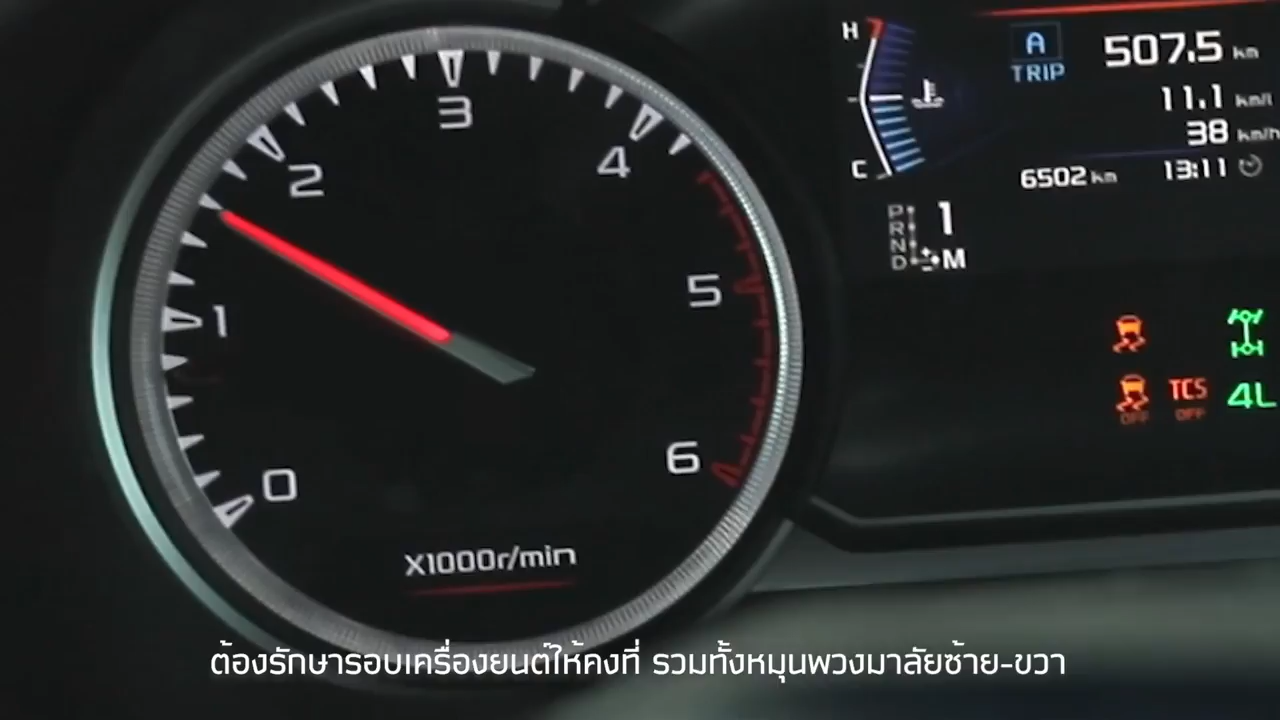 0
1
2
3
4
5
6
X1000r/min
H
C
A
TRIP
507.5 km
11.1 km/l
38 km/h
6502 km
13:11
P
R
N
D
1
M
OFF
TCS
OFF
4L
ต้องรักษารอบเครื่องยนต์ให้คงที่ รวมทั้งหมุนพวงมาลัยซ้าย-ขวา